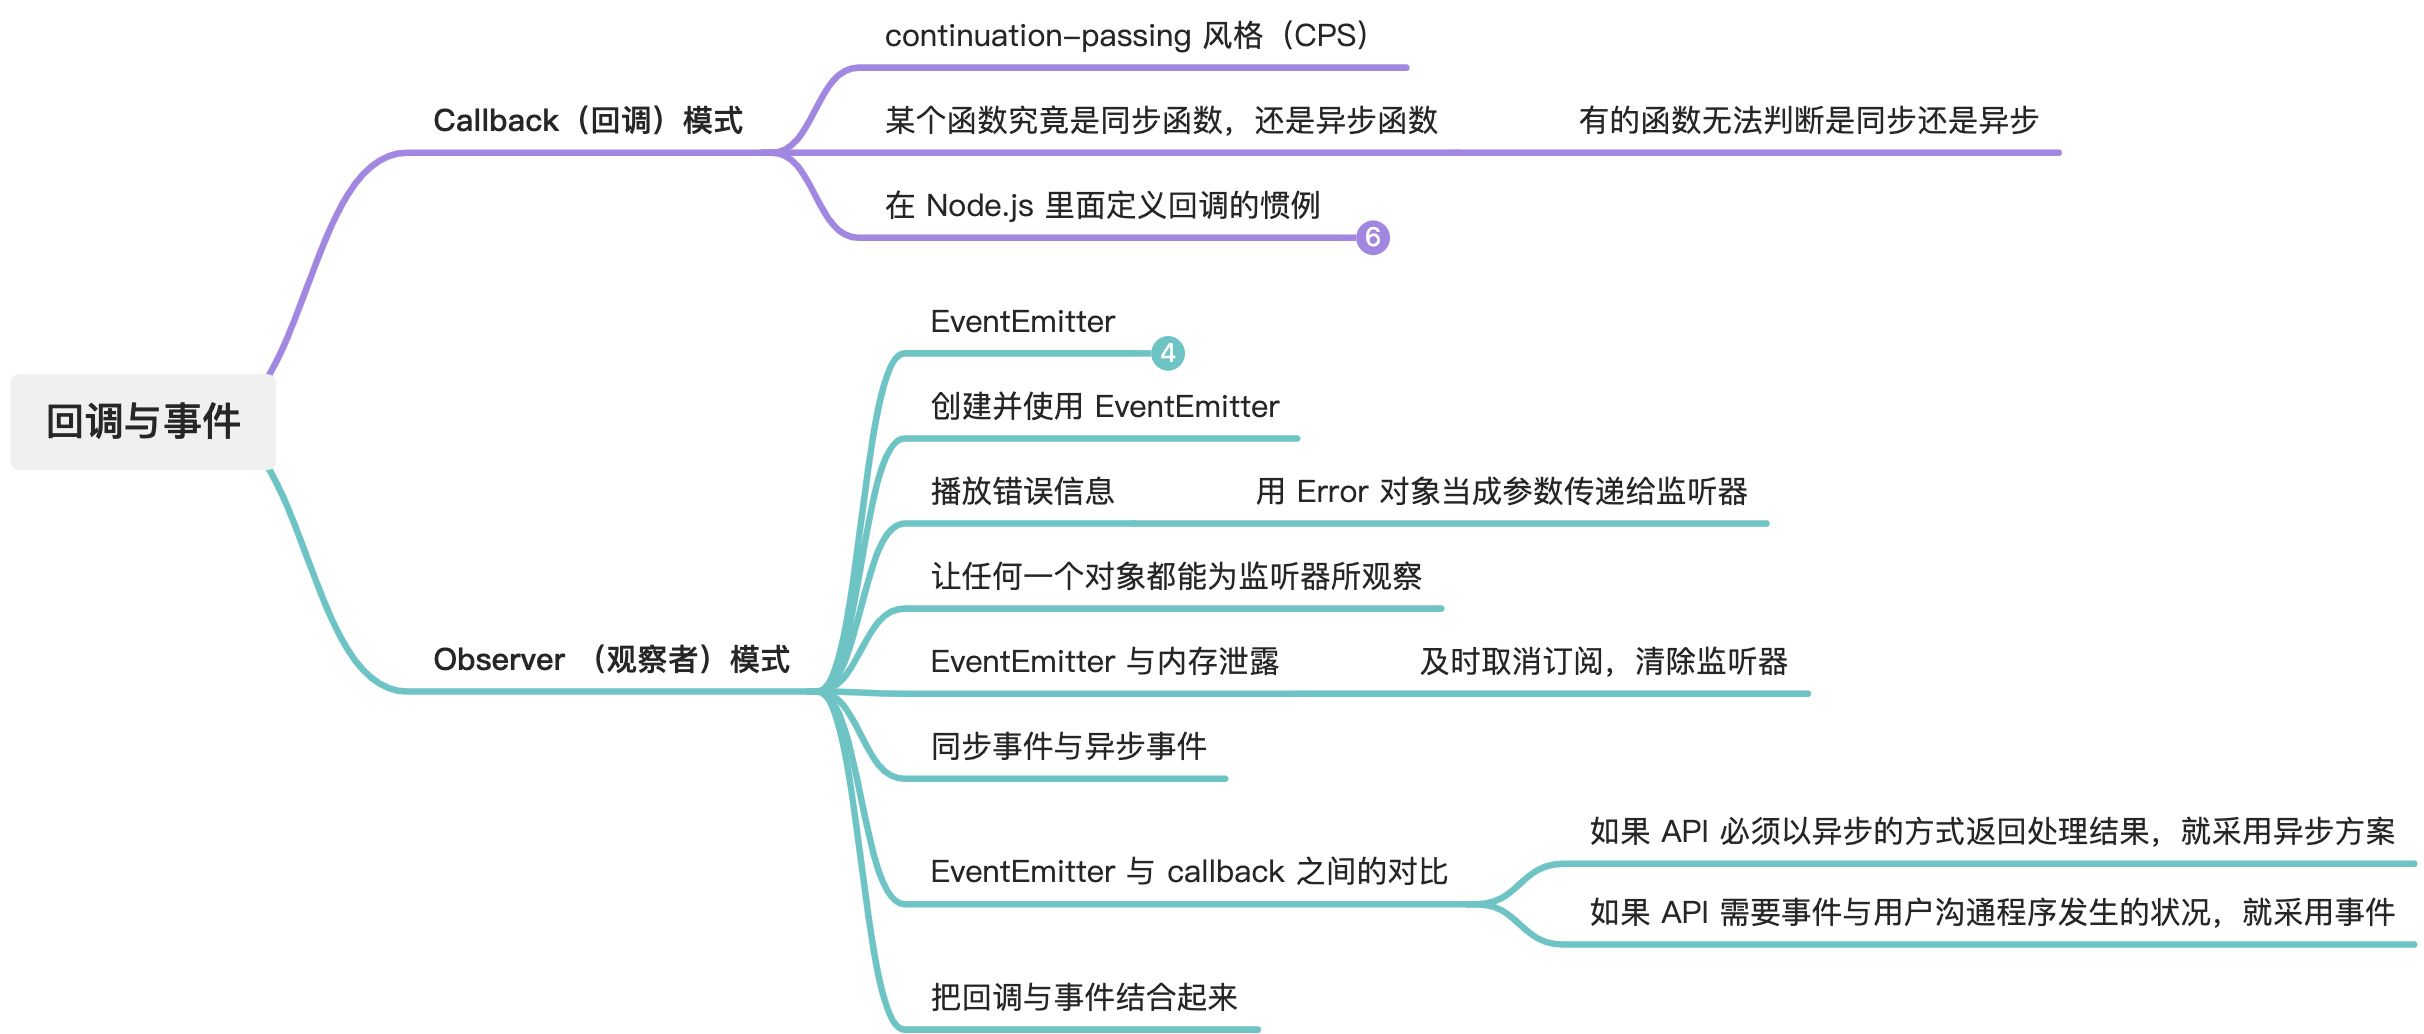 回调与事件
Callback（回调）模式
continuation-passing 风格（CPS）
某个函数究竟是同步函数，还是异步函数
有的函数无法判断是同步还是异步
在 Node.js 里面定义回调的惯例
6
Observer （观察者）模式
EventEmitter
4
创建并使用 EventEmitter
播放错误信息
用 Error 对象当成参数传递给监听器
让任何一个对象都能为监听器所观察
EventEmitter 与内存泄露
及时取消订阅，清除监听器
同步事件与异步事件
EventEmitter 与 callback 之间的对比
如果 API 必须以异步的方式返回处理结果，就采用异步方案
如果 API 需要事件与用户沟通程序发生的状况，就采用事件
把回调与事件结合起来